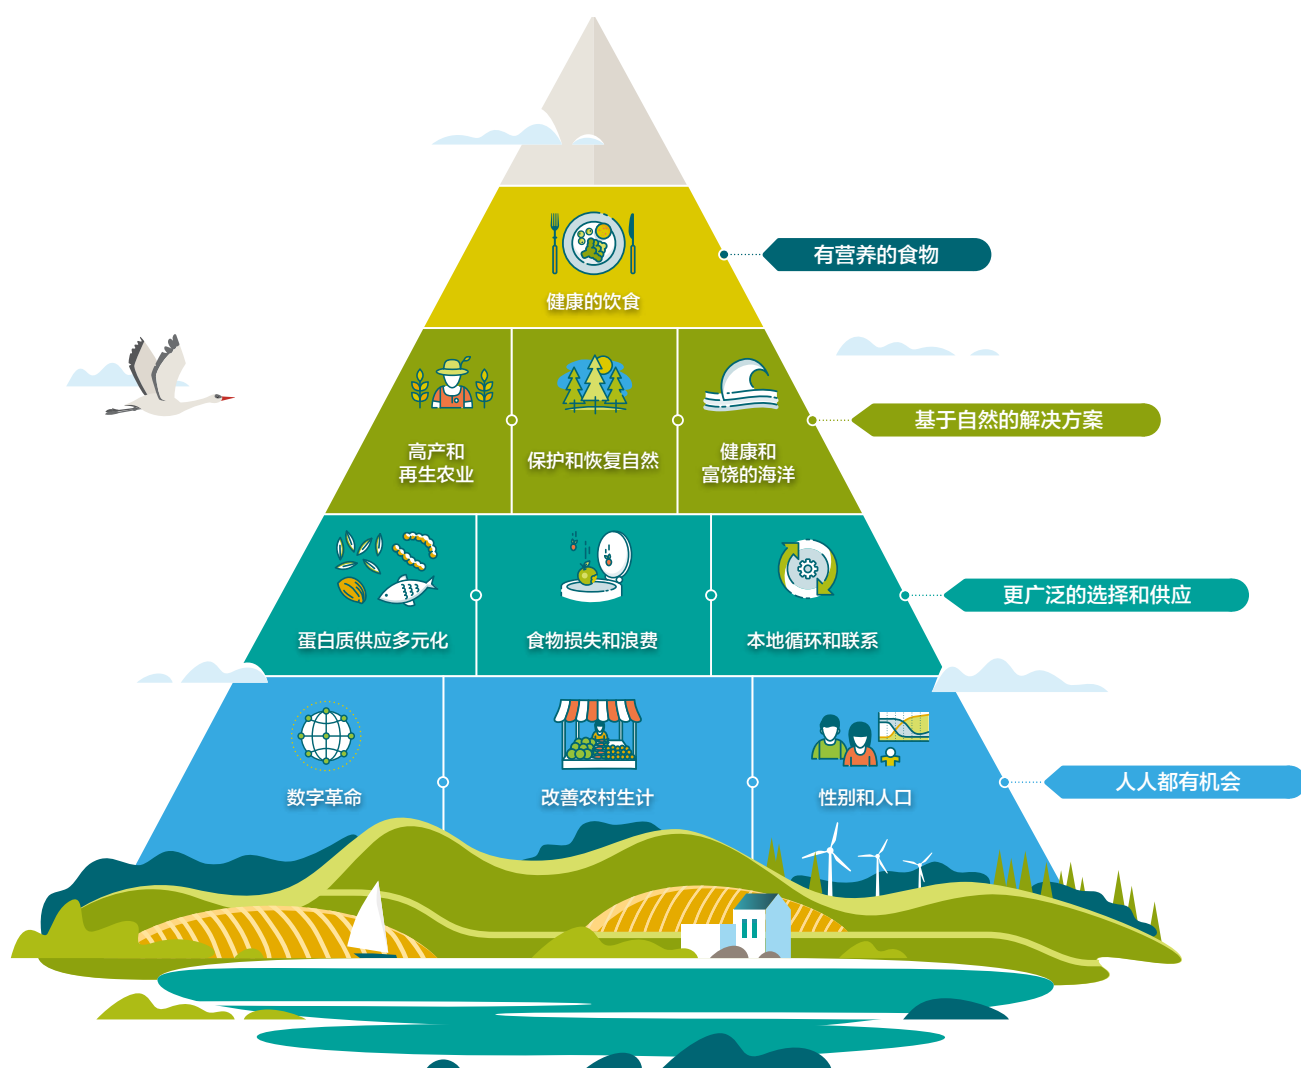 有营养的食物
健康的饮食
基于自然的解决方案
高产和
再生农业
保护和恢复自然
健康和
富饶的海洋
更广泛的选择和供应
蛋白质供应多元化
食物损失和浪费
本地循环和联系
人人都有机会
数字革命
改善农村生计
性别和人口